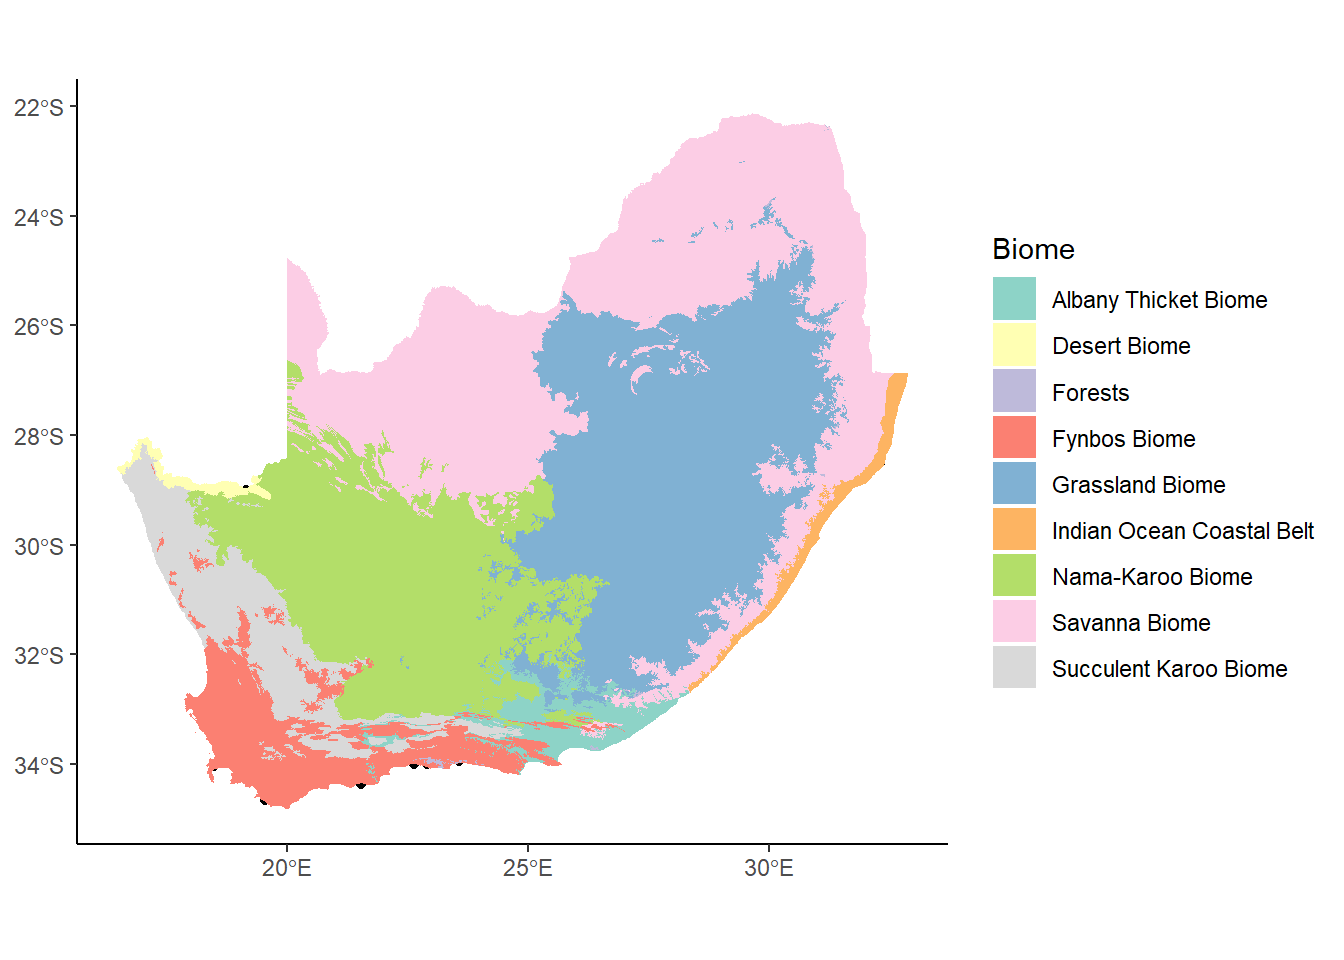 22°S
24°S
26°S
28°S
30°S
32°S
34°S
20°E
25°E
30°E
Biome
Albany Thicket Biome
Desert Biome
Forests
Fynbos Biome
Grassland Biome
Indian Ocean Coastal Belt
Nama-Karoo Biome
Savanna Biome
Succulent Karoo Biome